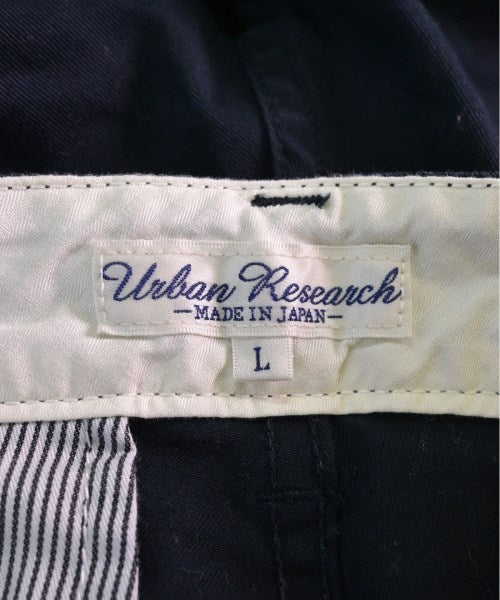 Urban Research
—MADE IN JAPAN—
L